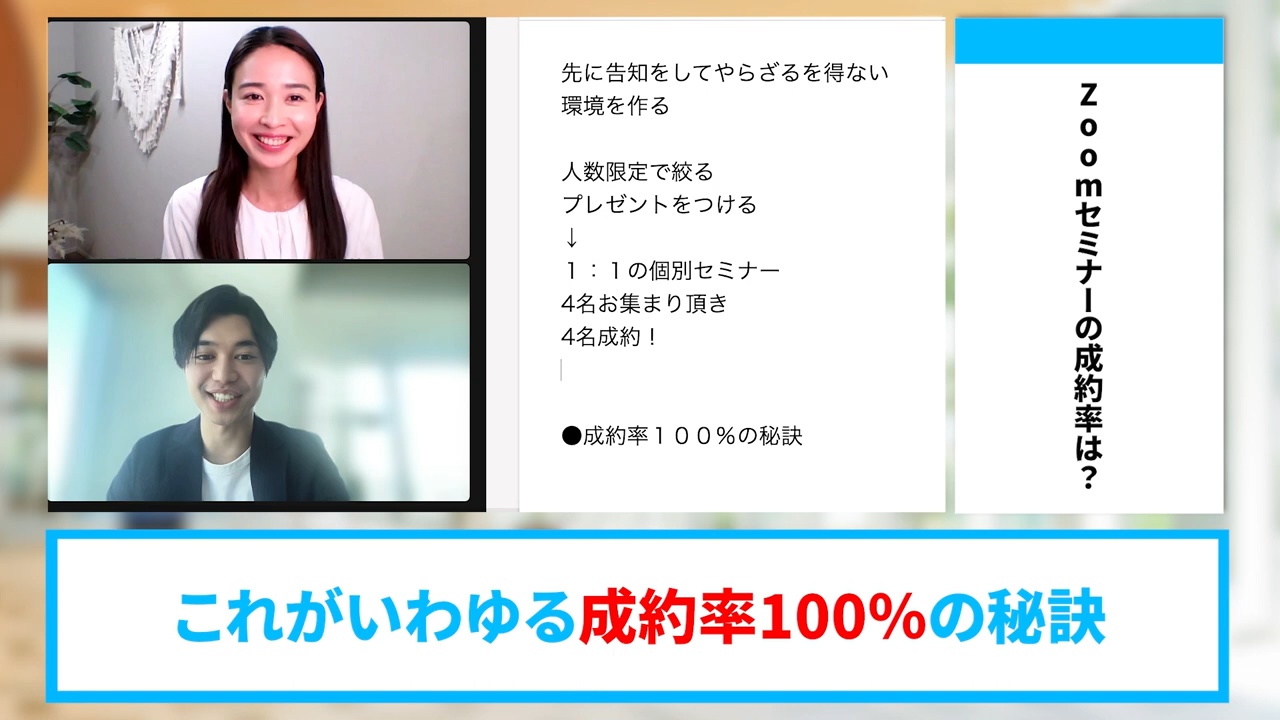 先に告知をしてやらざるを得ない
環境を作る
人数限定で絞る
プレゼントをつける
↓
１：１の個別セミナー
4名お集まり頂き
4名成約！
●成約率１００％の秘訣
Zoomセミナーの成約率は？
これがいわゆる成約率100%の秘訣